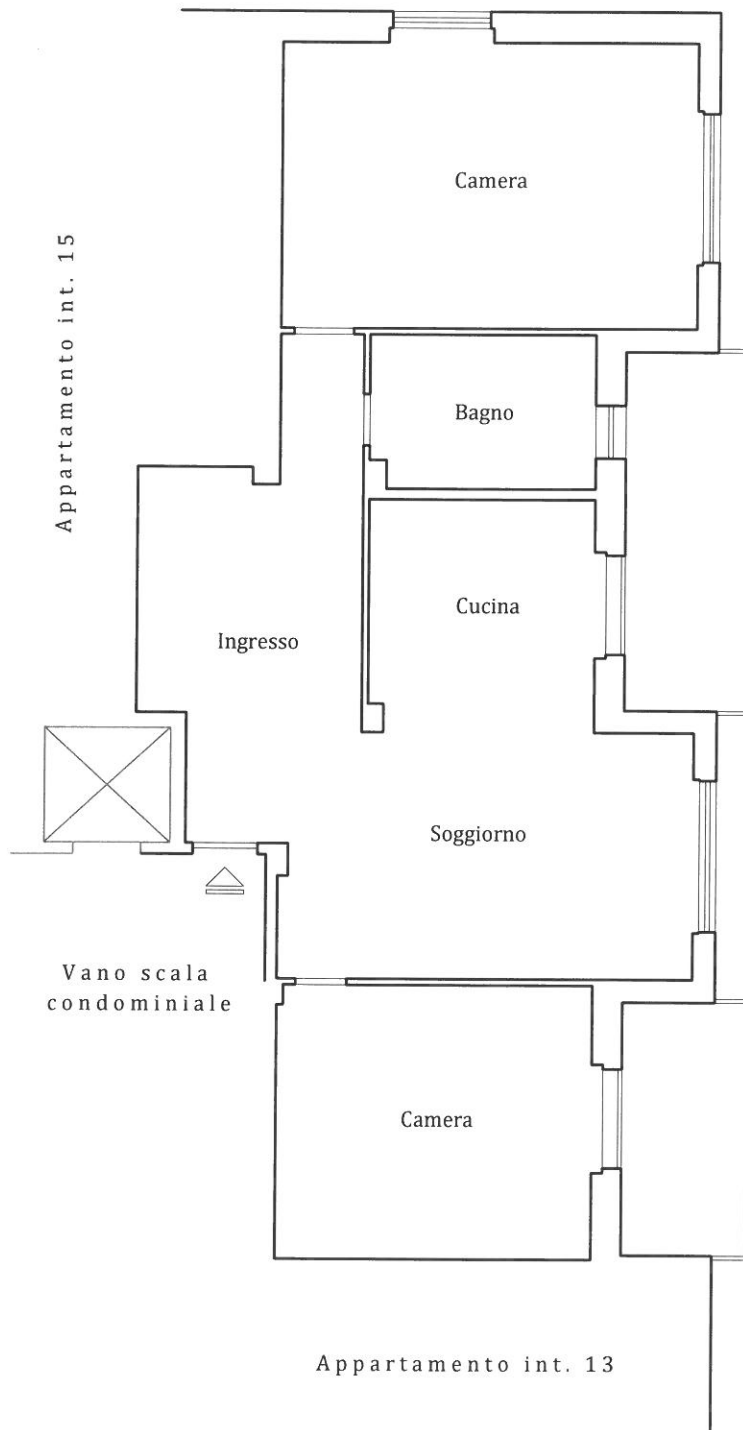 Camera
Appartamento int. 15
Bagno
Cucina
Ingresso
Soggiorno
Vano scala
condominiale
Camera
Appartamento int. 13